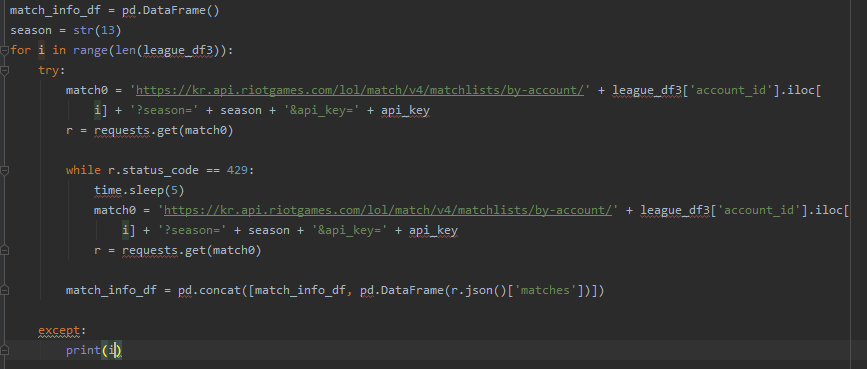 match_info_df = pd.DataFrame()
season = str(13)
for i in range(len(league_df3)):
    try:
        match0 = 'https://kr.api.riotgames.com/lol/match/v4/matchlists/by-account/' + league_df3['account_id'].iloc[
            i] + '?season=' + season + '&api_key=' + api_key
        r = requests.get(match0)

        while r.status_code == 429:
            time.sleep(5)
            match0 = 'https://kr.api.riotgames.com/lol/match/v4/matchlists/by-account/' + league_df3['account_id'].iloc[
                i] + '?season=' + season + '&api_key=' + api_key
            r = requests.get(match0)

        match_info_df = pd.concat([match_info_df, pd.DataFrame(r.json()['matches'])])

    except:
        print(i)